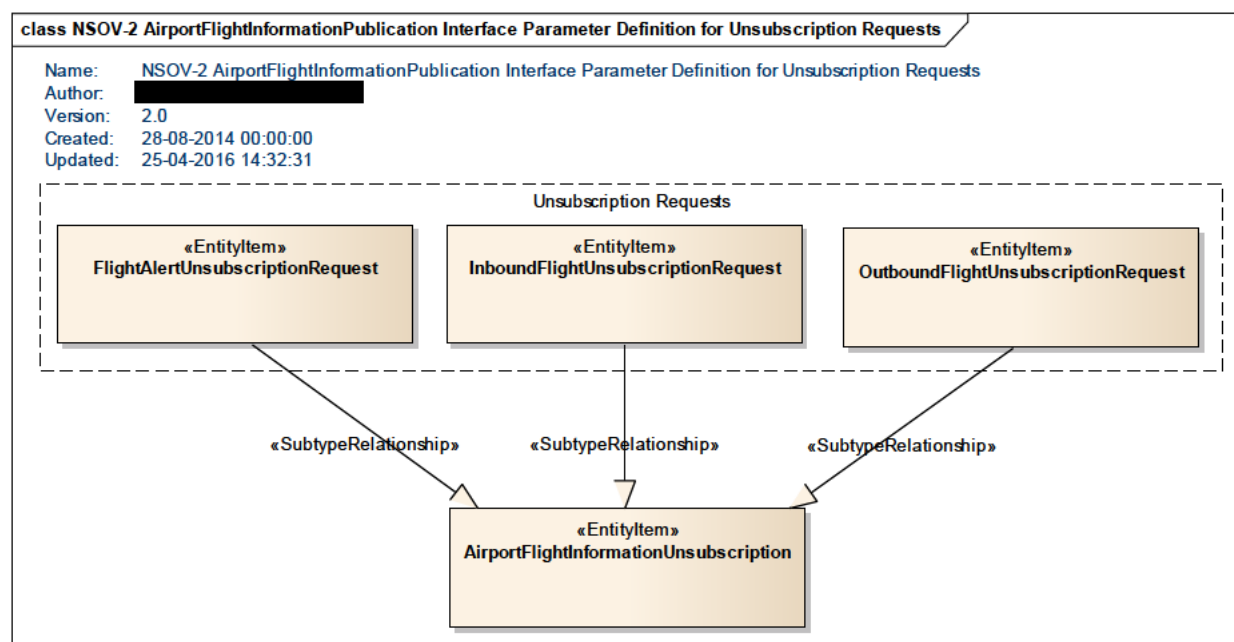 class NSOV-2 AirportFlightInformationPublication Interface Parameter Definition for Unsubscription Requests
Name: NSOV-2 AirportFlightInformationPublication Interface Parameter Definition for Unsubscription Requests
Author:
Version: 2.0
Created: 28-08-2014 00:00:00
Updated: 25-04-2016 14:32:31
Unsubscription Requests
«EntityItem»
FlightAlertUnsubscriptionRequest
«EntityItem»
InboundFlightUnsubscriptionRequest
«EntityItem»
OutboundFlightUnsubscriptionRequest
«SubtypeRelationship»
«SubtypeRelationship»
«SubtypeRelationship»
«EntityItem»
AirportFlightInformationUnsubscription